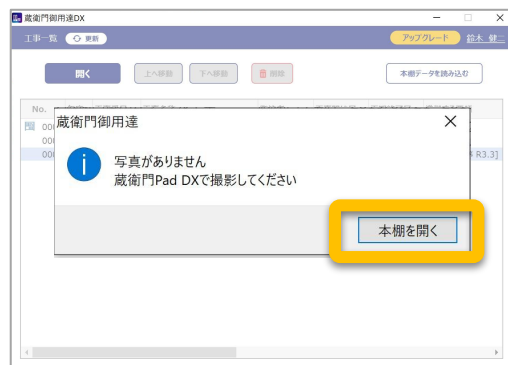 蔵衛門御用達DX
工事一覧 更新 アップグレード 鈴木 健二
開く 上へ移動 下へ移動 削除 本棚データを読み込む
No.
蔵衛門御用達
写真がありません
蔵衛門Pad DXで撮影してください
R3.3]
本棚を開く